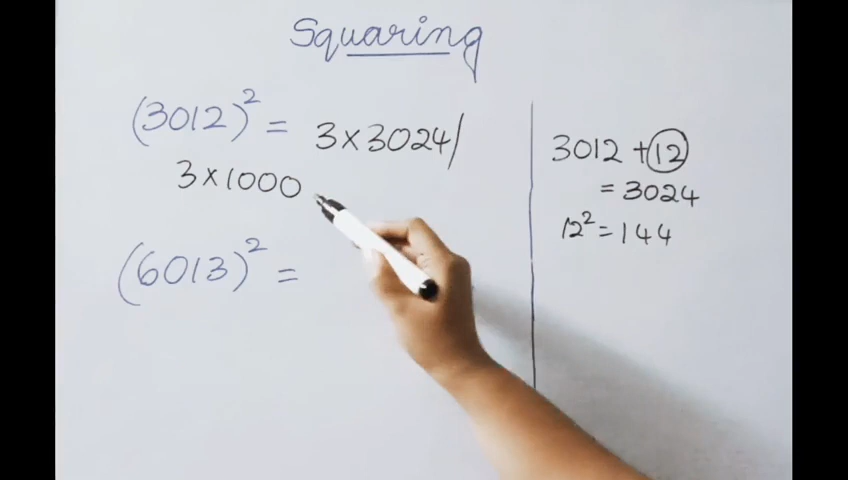 Squaring
(3012)² = 3×3024/
3×1000
(6013)² =
3012 + 12
= 3024
12² = 144